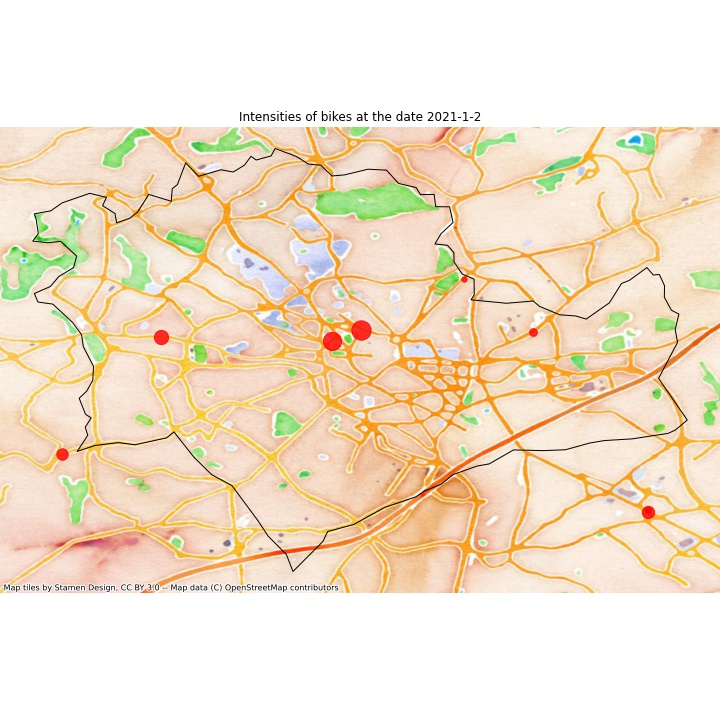 Intensities of bikes at the date 2021-1-2
Map tiles by Stamen Design, CC BY 3.0 -- Map data (C) OpenStreetMap contributors